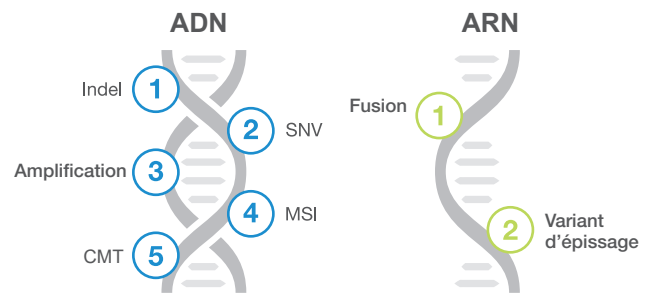 ADN
Indel 1
2 SNV
Amplification 3
4 MSI
CMT 5
ARN
Fusion 1
2 Variant
d'épissage